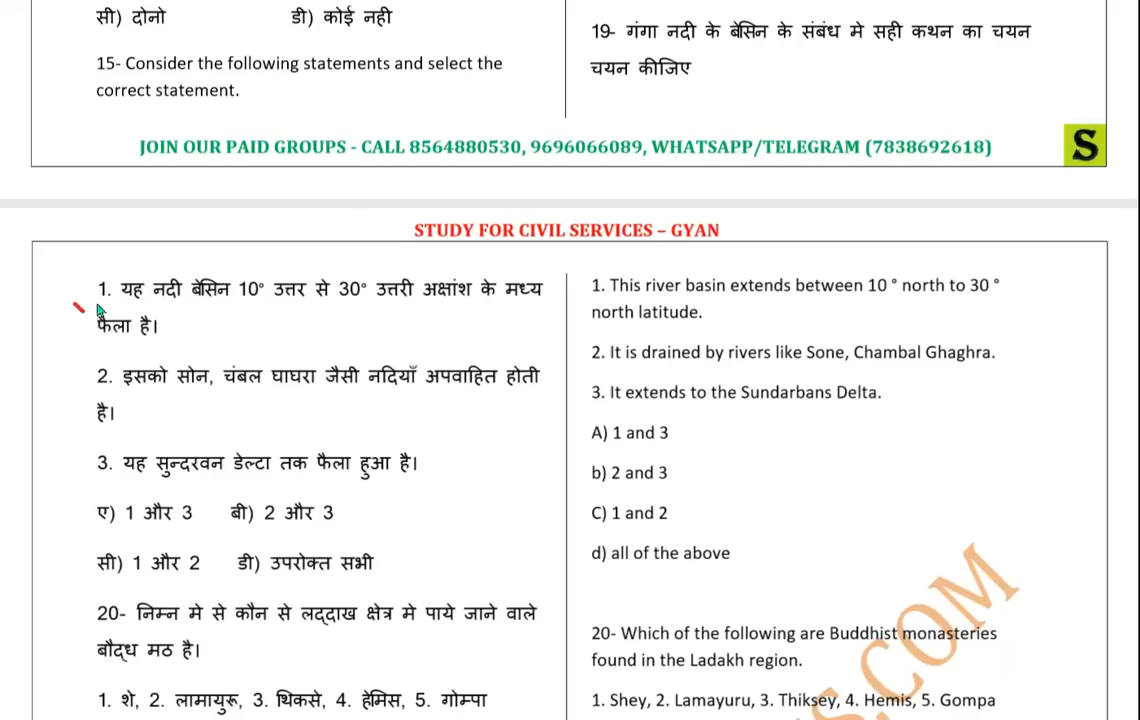 सी) दोनो डी) कोई नही
15- Consider the following statements and select the
correct statement.
19- गंगा नदी के बेसिन के संबंध मे सही कथन का चयन
चयन कीजिए
JOIN OUR PAID GROUPS - CALL 8564880530, 9696066089, WHATSAPP/TELEGRAM (7838692618)
S
STUDY FOR CIVIL SERVICES – GYAN
1. यह नदी बेसिन 10° उत्तर से 30° उत्तरी अक्षांश के मध्य
फैला है।
2. इसको सोन, चंबल घाघरा जैसी नदियाँ अपवाहित होती
है।
3. यह सुन्दरवन डेल्टा तक फैला हुआ है।
ए) 1 और 3 बी) 2 और 3
सी) 1 और 2 डी) उपरोक्त सभी
20- निम्न मे से कौन से लद्दाख क्षेत्र मे पाये जाने वाले
बौद्ध मठ है।
1. शे, 2. लामायुरू, 3. थिकसे, 4. हेमिस, 5. गोम्पा
1. This river basin extends between 10 ° north to 30 °
north latitude.
2. It is drained by rivers like Sone, Chambal Ghaghra.
3. It extends to the Sundarbans Delta.
A) 1 and 3
b) 2 and 3
C) 1 and 2
d) all of the above
20- Which of the following are Buddhist monasteries
found in the Ladakh region.
1. Shey, 2. Lamayuru, 3. Thiksey, 4. Hemis, 5. Gompa
S.COM